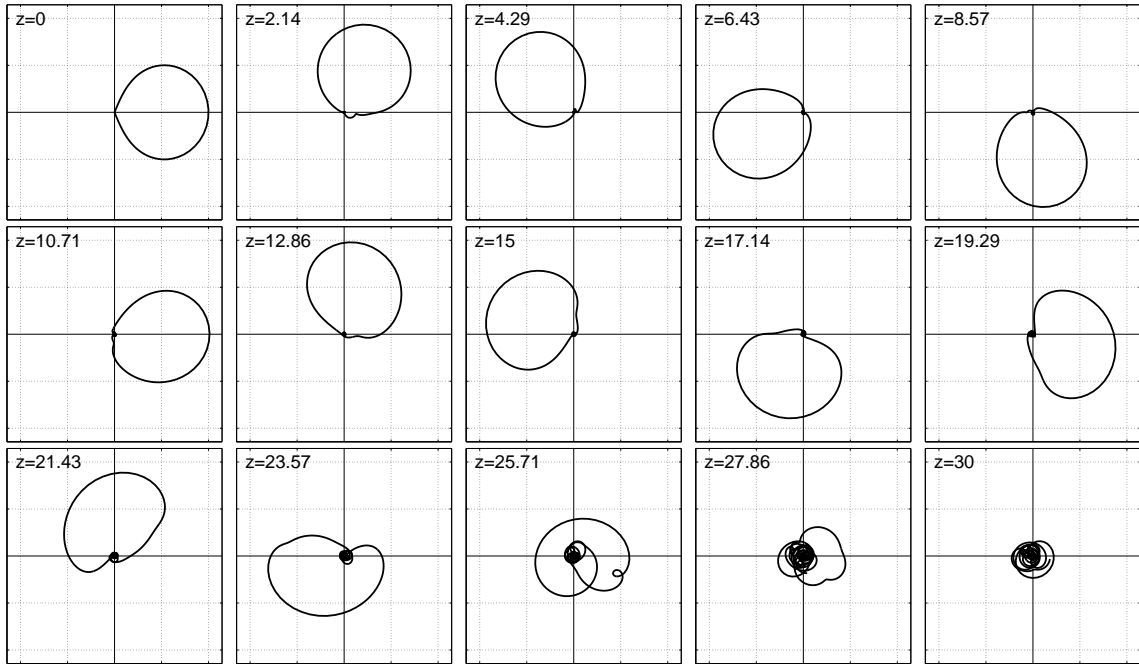 z=0
z=2.14
z=4.29
z=6.43
z=8.57
z=10.71
z=12.86
z=15
z=17.14
z=19.29
z=21.43
z=23.57
z=25.71
z=27.86
z=30